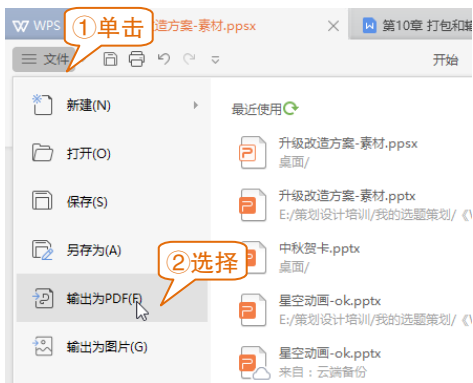 WPS ①单击 造方案-素材.ppsx × 第10章 打包和输
三 文件 开始
新建(N)
打开(O)
保存(S)
另存为(A)
②选择
输出为PDF(F)
输出为图片(G)
最近使用
升级改造方案-素材.ppsx
桌面/
升级改造方案-素材.pptx
E:/策划设计培训/我的选题策划/《W
中秋贺卡.pptx
桌面/
星空动画-ok.pptx
E:/策划设计培训/我的选题策划/《W
星空动画-ok.pptx
来自：云端备份